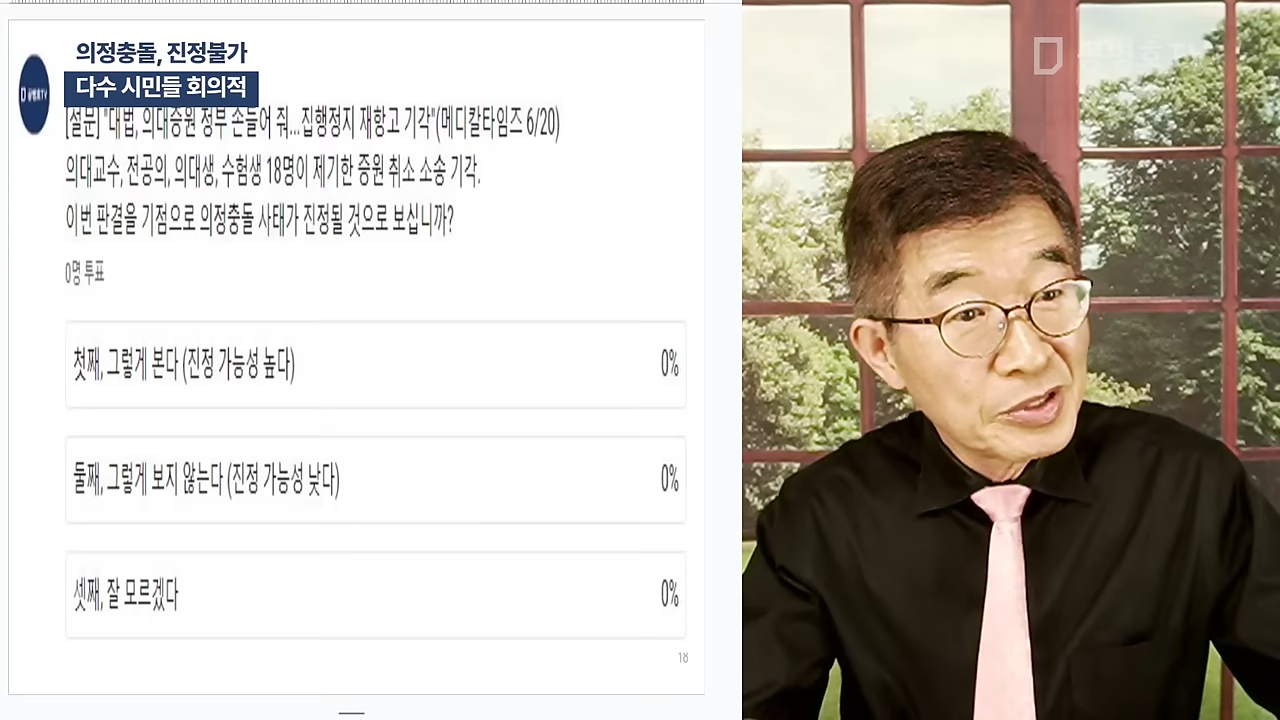 의정충돌, 진정불가
다수 시민들 회의적
[설문] "대법, 의대증원 정부 손들어 줘...집행정지 재항고 기각"(메디칼타임즈 6/20)
의대교수, 전공의, 의대생, 수험생 18명이 제기한 증원 취소 소송 기각.
이번 판결을 기점으로 의정충돌 사태가 진정될 것으로 보십니까?
0명 투표
첫째, 그렇게 본다 (진정 가능성 높다)
0%
둘째, 그렇게 보지 않는다 (진정 가능성 낮다)
0%
셋째, 잘 모르겠다
0%
18